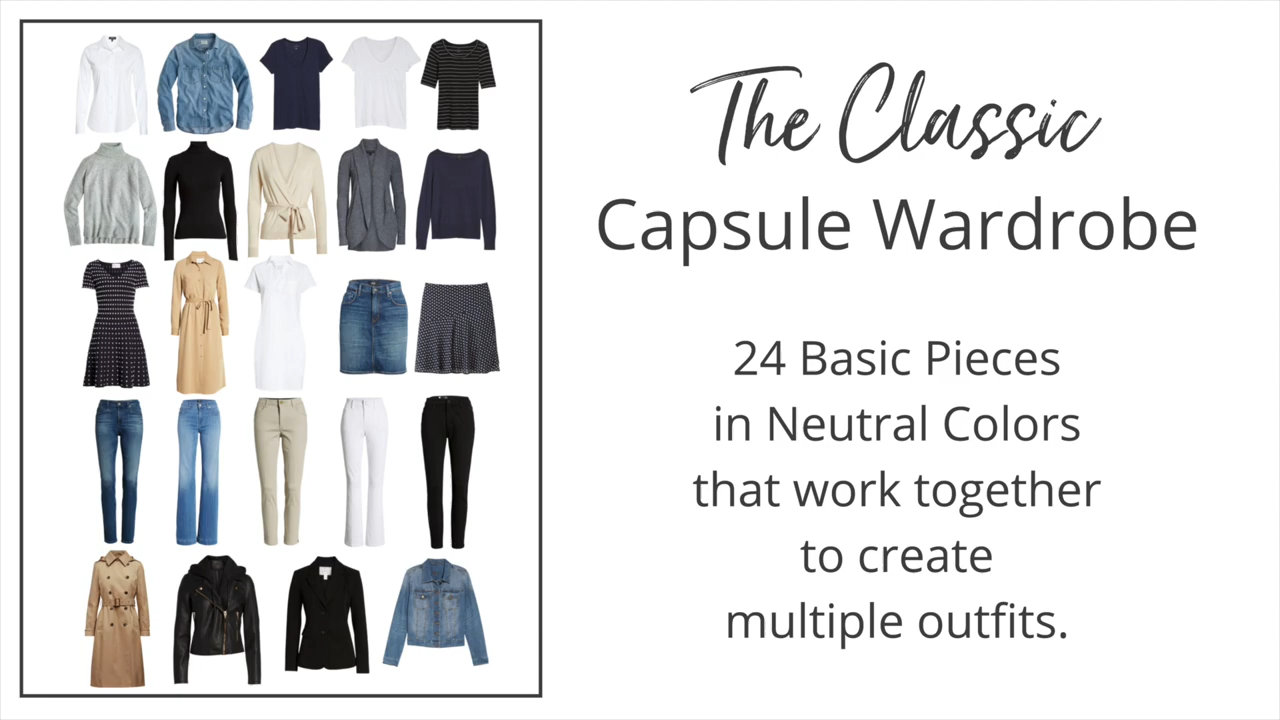 The Classic
Capsule Wardrobe
24 Basic Pieces
in Neutral Colors
that work together
to create
multiple outfits.